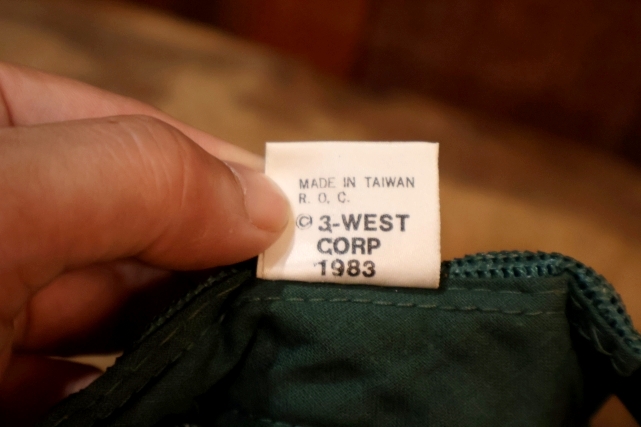 MADE IN TAIWAN
R. O. C.
© 3-WEST
CORP
1983